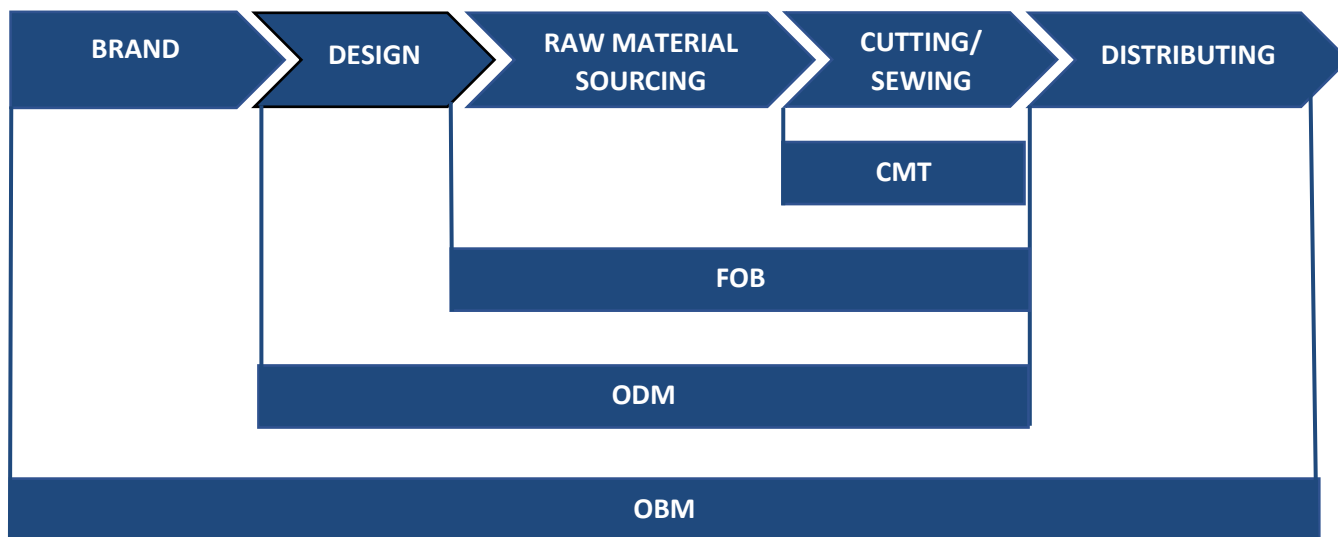 BRAND
DESIGN
RAW MATERIAL
SOURCING
CUTTING/
SEWING
DISTRIBUTING
CMT
FOB
ODM
OBM